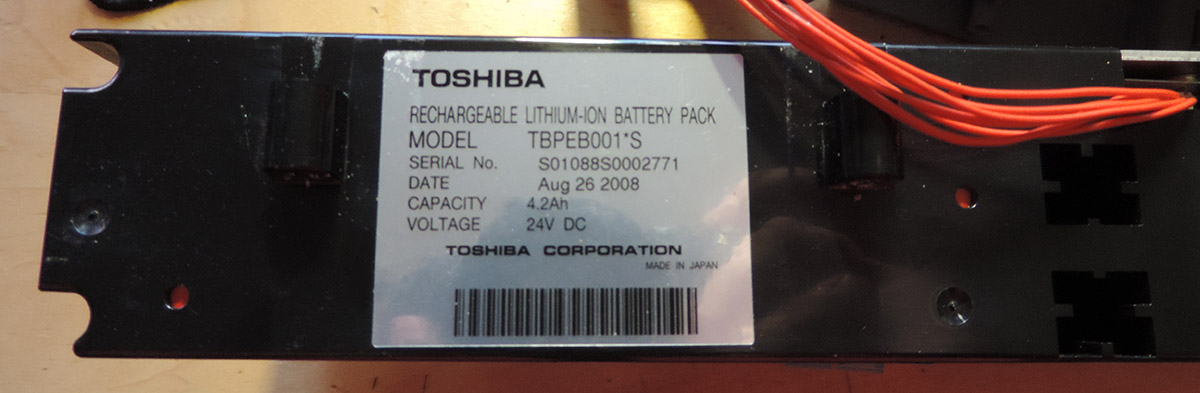 TOSHIBA
RECHARGEABLE LITHIUM-ION BATTERY PACK
MODEL TBPEB001*S
SERIAL No. S01088S0002771
DATE Aug 26 2008
CAPACITY 4.2Ah
VOLTAGE 24V DC
TOSHIBA CORPORATION
MADE IN JAPAN